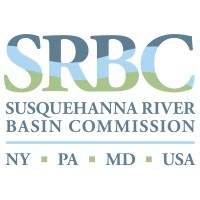 SRBC
SUSQUEHANNA RIVER
BASIN COMMISSION
NY ▪ PA ▪ MD ▪ USA